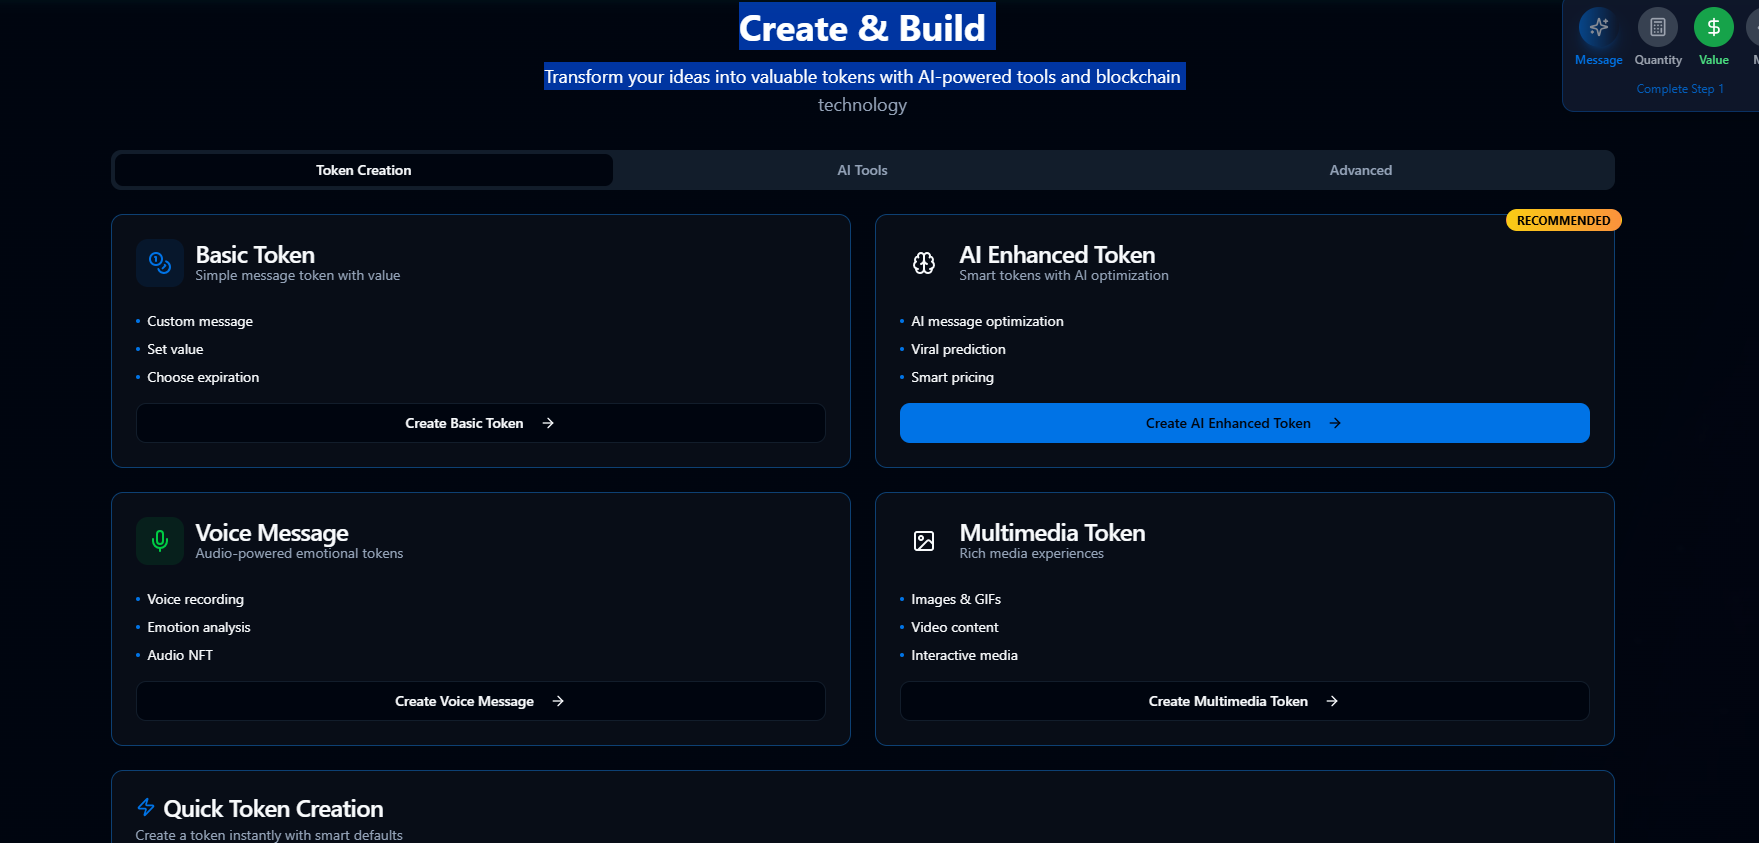 Create & Build
Transform your ideas into valuable tokens with AI-powered tools and blockchain
technology
Message Quantity Value
Complete Step 1
Token Creation AI Tools Advanced
Basic Token
Simple message token with value
• Custom message
• Set value
• Choose expiration
Create Basic Token →
RECOMMENDED
AI Enhanced Token
Smart tokens with AI optimization
• AI message optimization
• Viral prediction
• Smart pricing
Create AI Enhanced Token →
Voice Message
Audio-powered emotional tokens
• Voice recording
• Emotion analysis
• Audio NFT
Create Voice Message →
Multimedia Token
Rich media experiences
• Images & GIFs
• Video content
• Interactive media
Create Multimedia Token →
Quick Token Creation
Create a token instantly with smart defaults